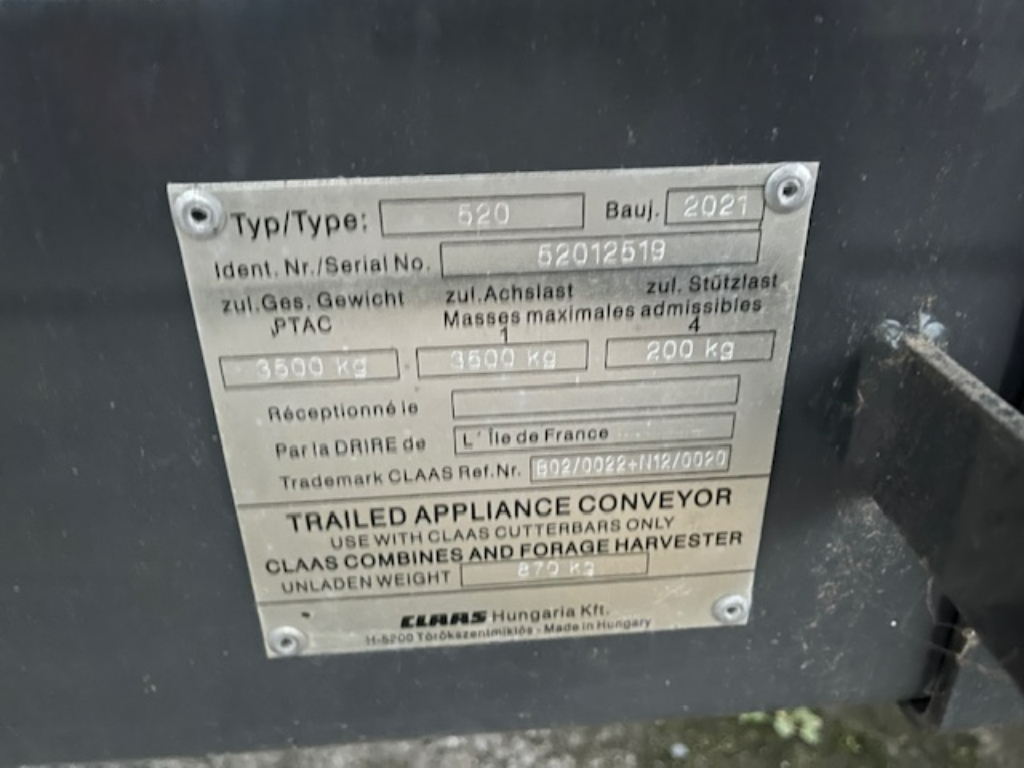 Typ/Type: 520 Bauj. 2021
Ident. Nr./Serial No. 52012519
zul.Ges. Gewicht zul.Achslast zul. Stützlast
PTAC Masses maximales admissibles
1 4
3500 kg 3500 kg 200 kg
Réceptionné le
Par la DRIRE de L' Île de France
Trademark CLAAS Ref.Nr. B02/0022+N12/0020
TRAILED APPLIANCE CONVEYOR
USE WITH CLAAS CUTTERBARS ONLY
CLAAS COMBINES AND FORAGE HARVESTER
UNLADEN WEIGHT 870 kg
CLAAS Hungaria Kft.
H-5200 Törökszentmiklós - Made in Hungary